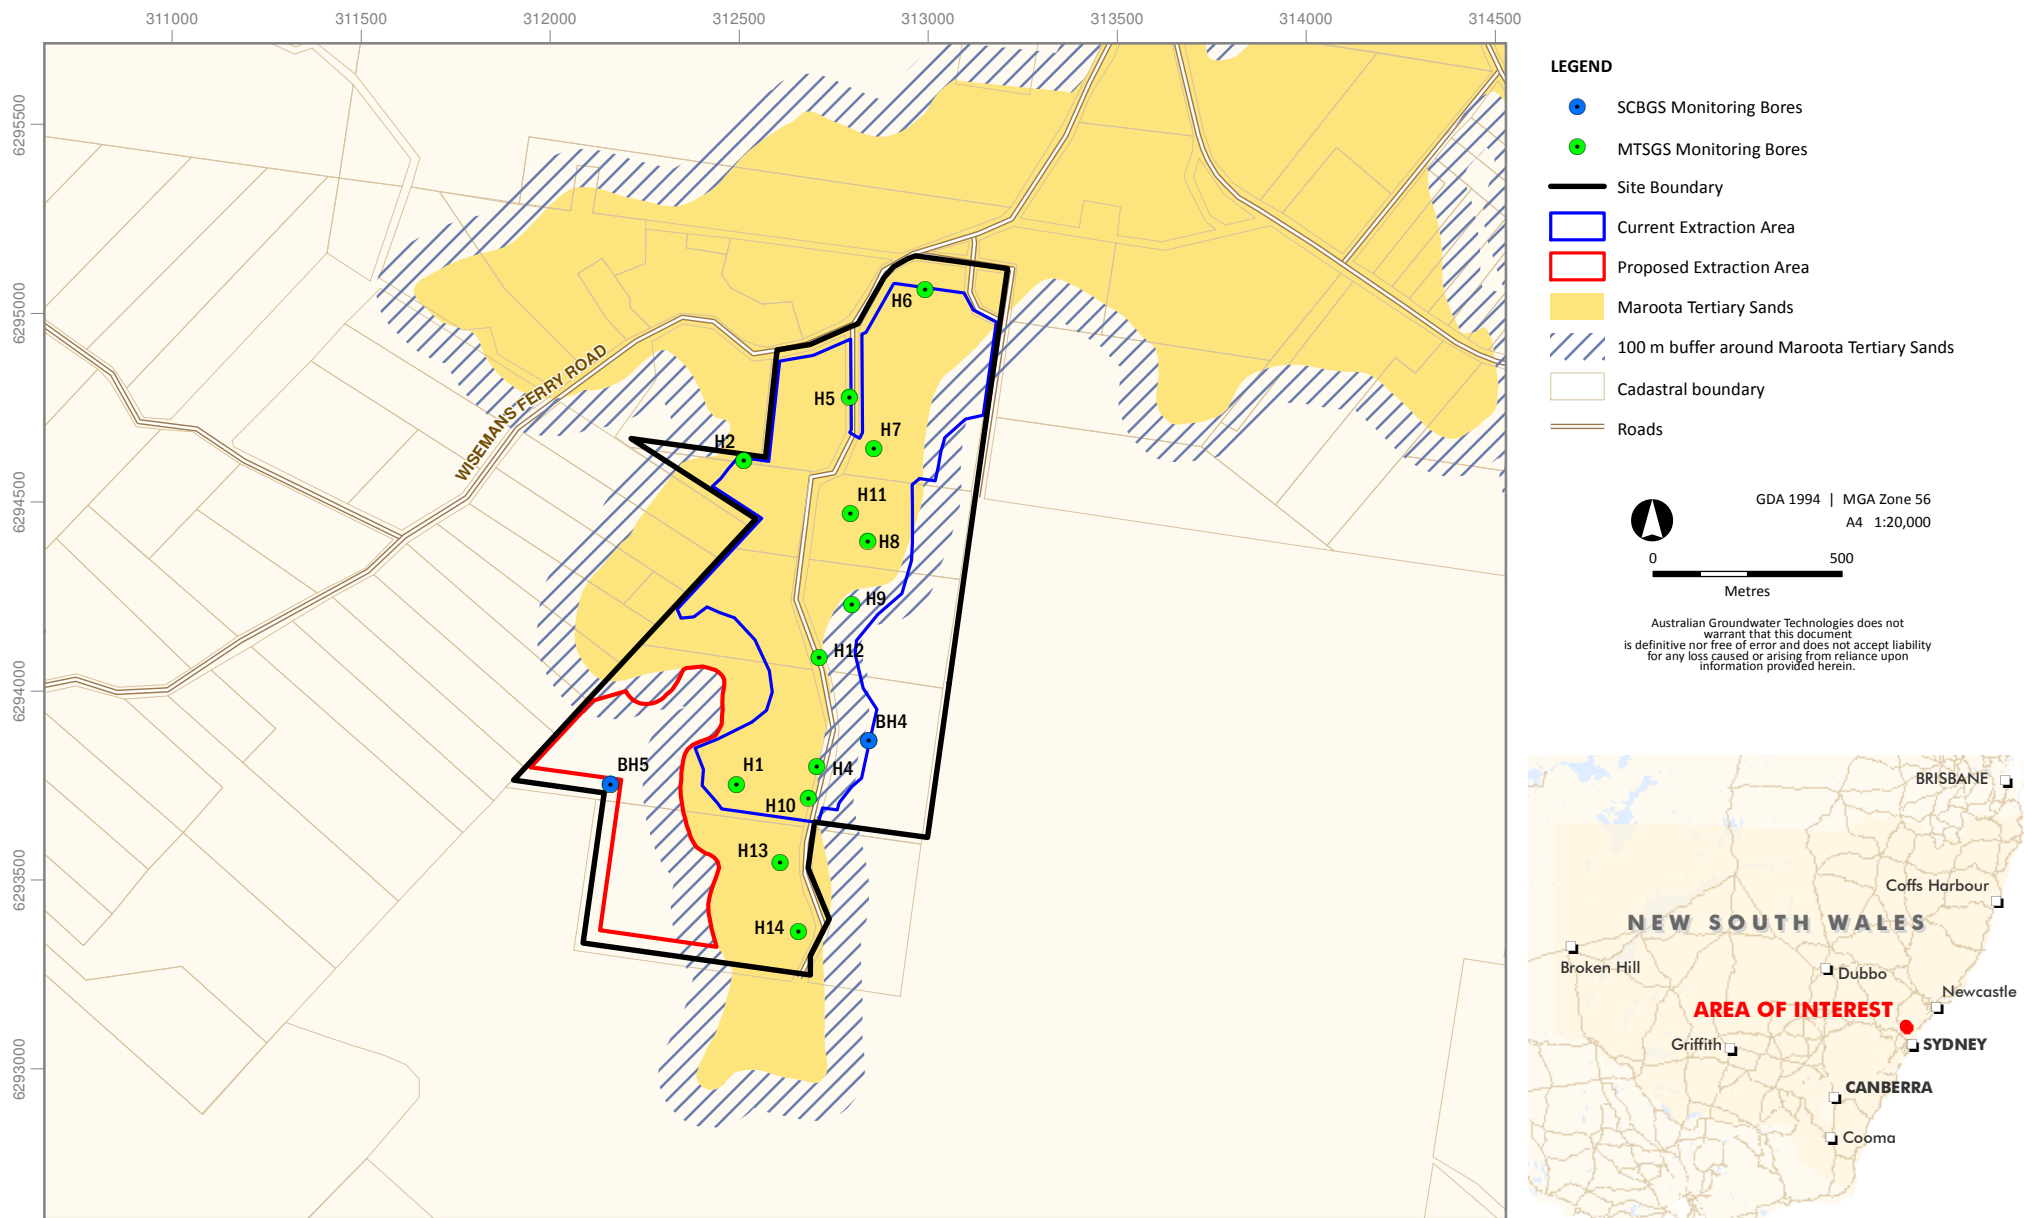 311000
311500
312000
312500
313000
313500
314000
314500
6295500
6295000
6294500
6294000
6293500
6293000
WISEMANS FERRY ROAD
H6
H5
H7
H2
H11
H8
H9
H12
BH4
BH5
H1
H4
H10
H13
H14
LEGEND
SCBGS Monitoring Bores
MTSGS Monitoring Bores
Site Boundary
Current Extraction Area
Proposed Extraction Area
Maroota Tertiary Sands
100 m buffer around Maroota Tertiary Sands
Cadastral boundary
Roads
GDA 1994 | MGA Zone 56
A4 1:20,000
0 500
Metres
Australian Groundwater Technologies does not
warrant that this document
is definitive nor free of error and does not accept liability
for any loss caused or arising from reliance upon
information provided herein.
BRISBANE
Coffs Harbour
NEW SOUTH WALES
Broken Hill
Dubbo
Newcastle
AREA OF INTEREST
Griffith
SYDNEY
CANBERRA
Cooma